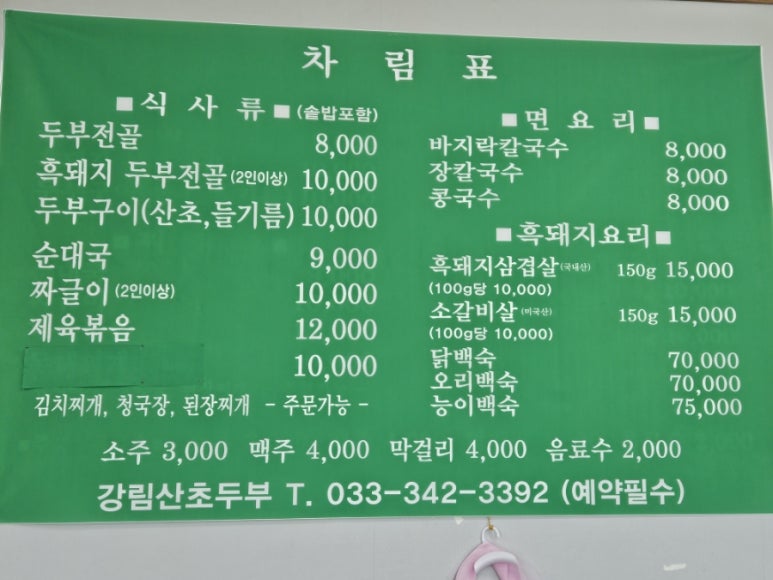 차 림 표
■ 식 사 류 ■ (솥밥포함)
두부전골 8,000
흑돼지 두부전골 (2인이상) 10,000
두부구이(산초,들기름) 10,000
순대국 9,000
짜글이 (2인이상) 10,000
제육볶음 12,000
10,000
김치찌개, 청국장, 된장찌개 - 주문가능 -
■ 면 요 리 ■
바지락칼국수 8,000
장칼국수 8,000
콩국수 8,000
■ 흑돼지요리 ■
흑돼지삼겹살 (국내산) 150g 15,000
(100g당 10,000)
소갈비살 (미국산) 150g 15,000
(100g당 10,000)
닭백숙 70,000
오리백숙 70,000
능이백숙 75,000
소주 3,000 맥주 4,000 막걸리 4,000 음료수 2,000
강림산초두부 T. 033-342-3392 (예약필수)